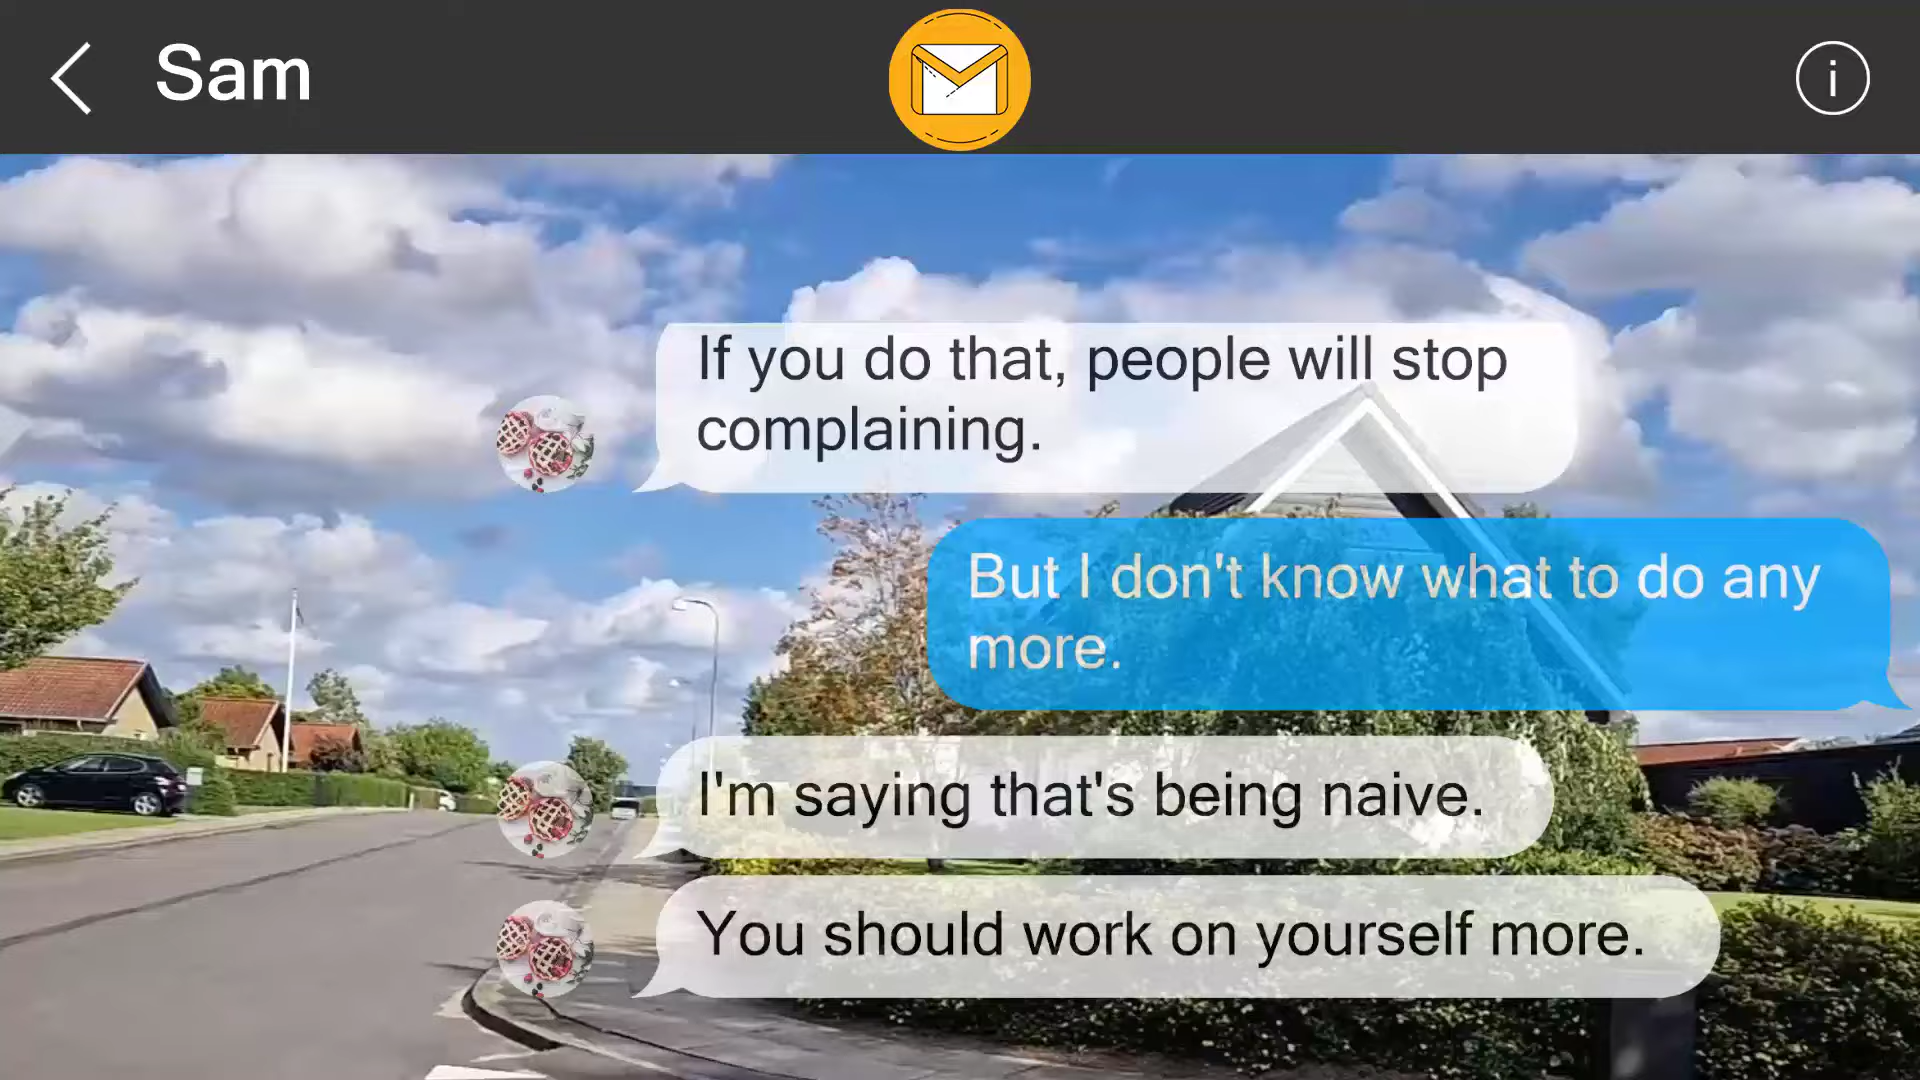 Sam
If you do that, people will stop
complaining.
But I don't know what to do any
more.
I'm saying that's being naive.
You should work on yourself more.